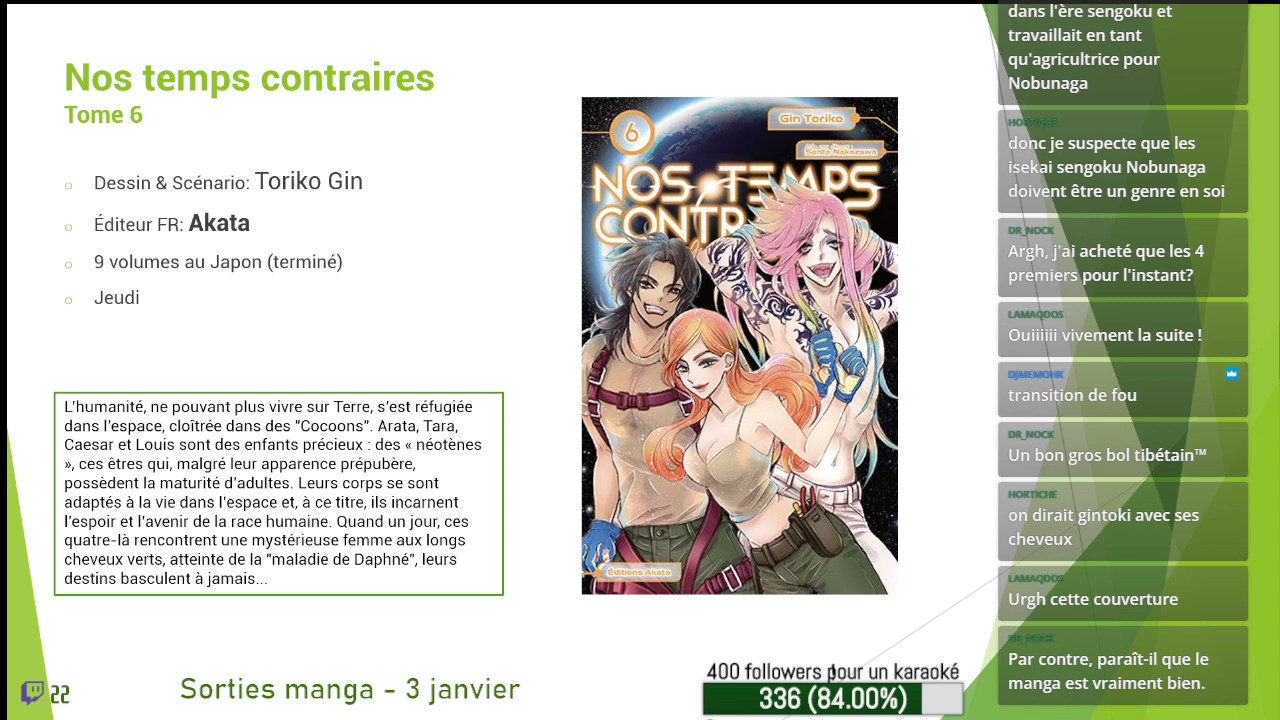 Nos temps contraires
Tome 6
Dessin & Scénario: Toriko Gin
Éditeur FR: Akata
9 volumes au Japon (terminé)
Jeudi
L'humanité, ne pouvant plus vivre sur Terre, s'est réfugiée
dans l'espace, cloîtrée dans des "Cocoons". Arata, Tara,
Caesar et Louis sont des enfants précieux : des « néotènes
», ces êtres qui, malgré leur apparence prépubère,
possèdent la maturité d'adultes. Leurs corps se sont
adaptés à la vie dans l'espace et, à ce titre, ils incarnent
l'espoir et l'avenir de la race humaine. Quand un jour, ces
quatre-là rencontrent une mystérieuse femme aux longs
cheveux verts, atteinte de la "maladie de Daphné", leurs
destins basculent à jamais...
6
Gin Toriko
Senta Nakazawa
NOS TEMPS
Éditions Akata
22
Sorties manga - 3 janvier
400 followers pour un karaoké
336 (84.00%)
dans l'ère sengoku et
travaillait en tant
qu'agricultrice pour
Nobunaga
HORTICHE
donc je suspecte que les
isekai sengoku Nobunaga
doivent être un genre en soi
DR_NOCK
Argh, j'ai acheté que les 4
premiers pour l'instant?
LAMAQDOS
Ouiiiiii vivement la suite !
DJMEMOHK
transition de fou
DR_NOCK
Un bon gros bol tibétain™
HORTICHE
on dirait gintoki avec ses
cheveux
LAMAQDOS
Urgh cette couverture
DR_NOCK
Par contre, paraît-il que le
manga est vraiment bien.